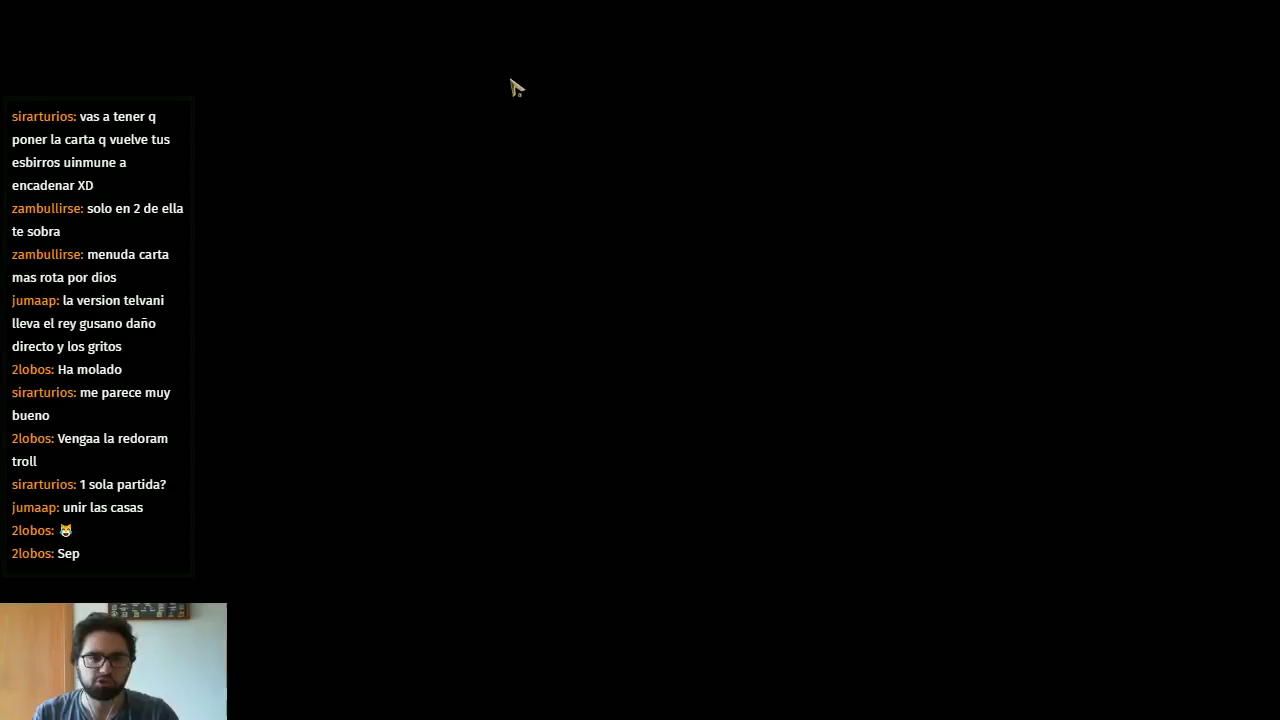 sirarturios: vas a tener q
poner la carta q vuelve tus
esbirros uinmune a
encadenar XD
zambullirse: solo en 2 de ella
te sobra
zambullirse: menuda carta
mas rota por dios
jumaap: la version telvani
lleva el rey gusano daño
directo y los gritos
2lobos: Ha molado
sirarturios: me parece muy
bueno
2lobos: Vengaa la redoram
troll
sirarturios: 1 sola partida?
jumaap: unir las casas
2lobos: 😹
2lobos: Sep